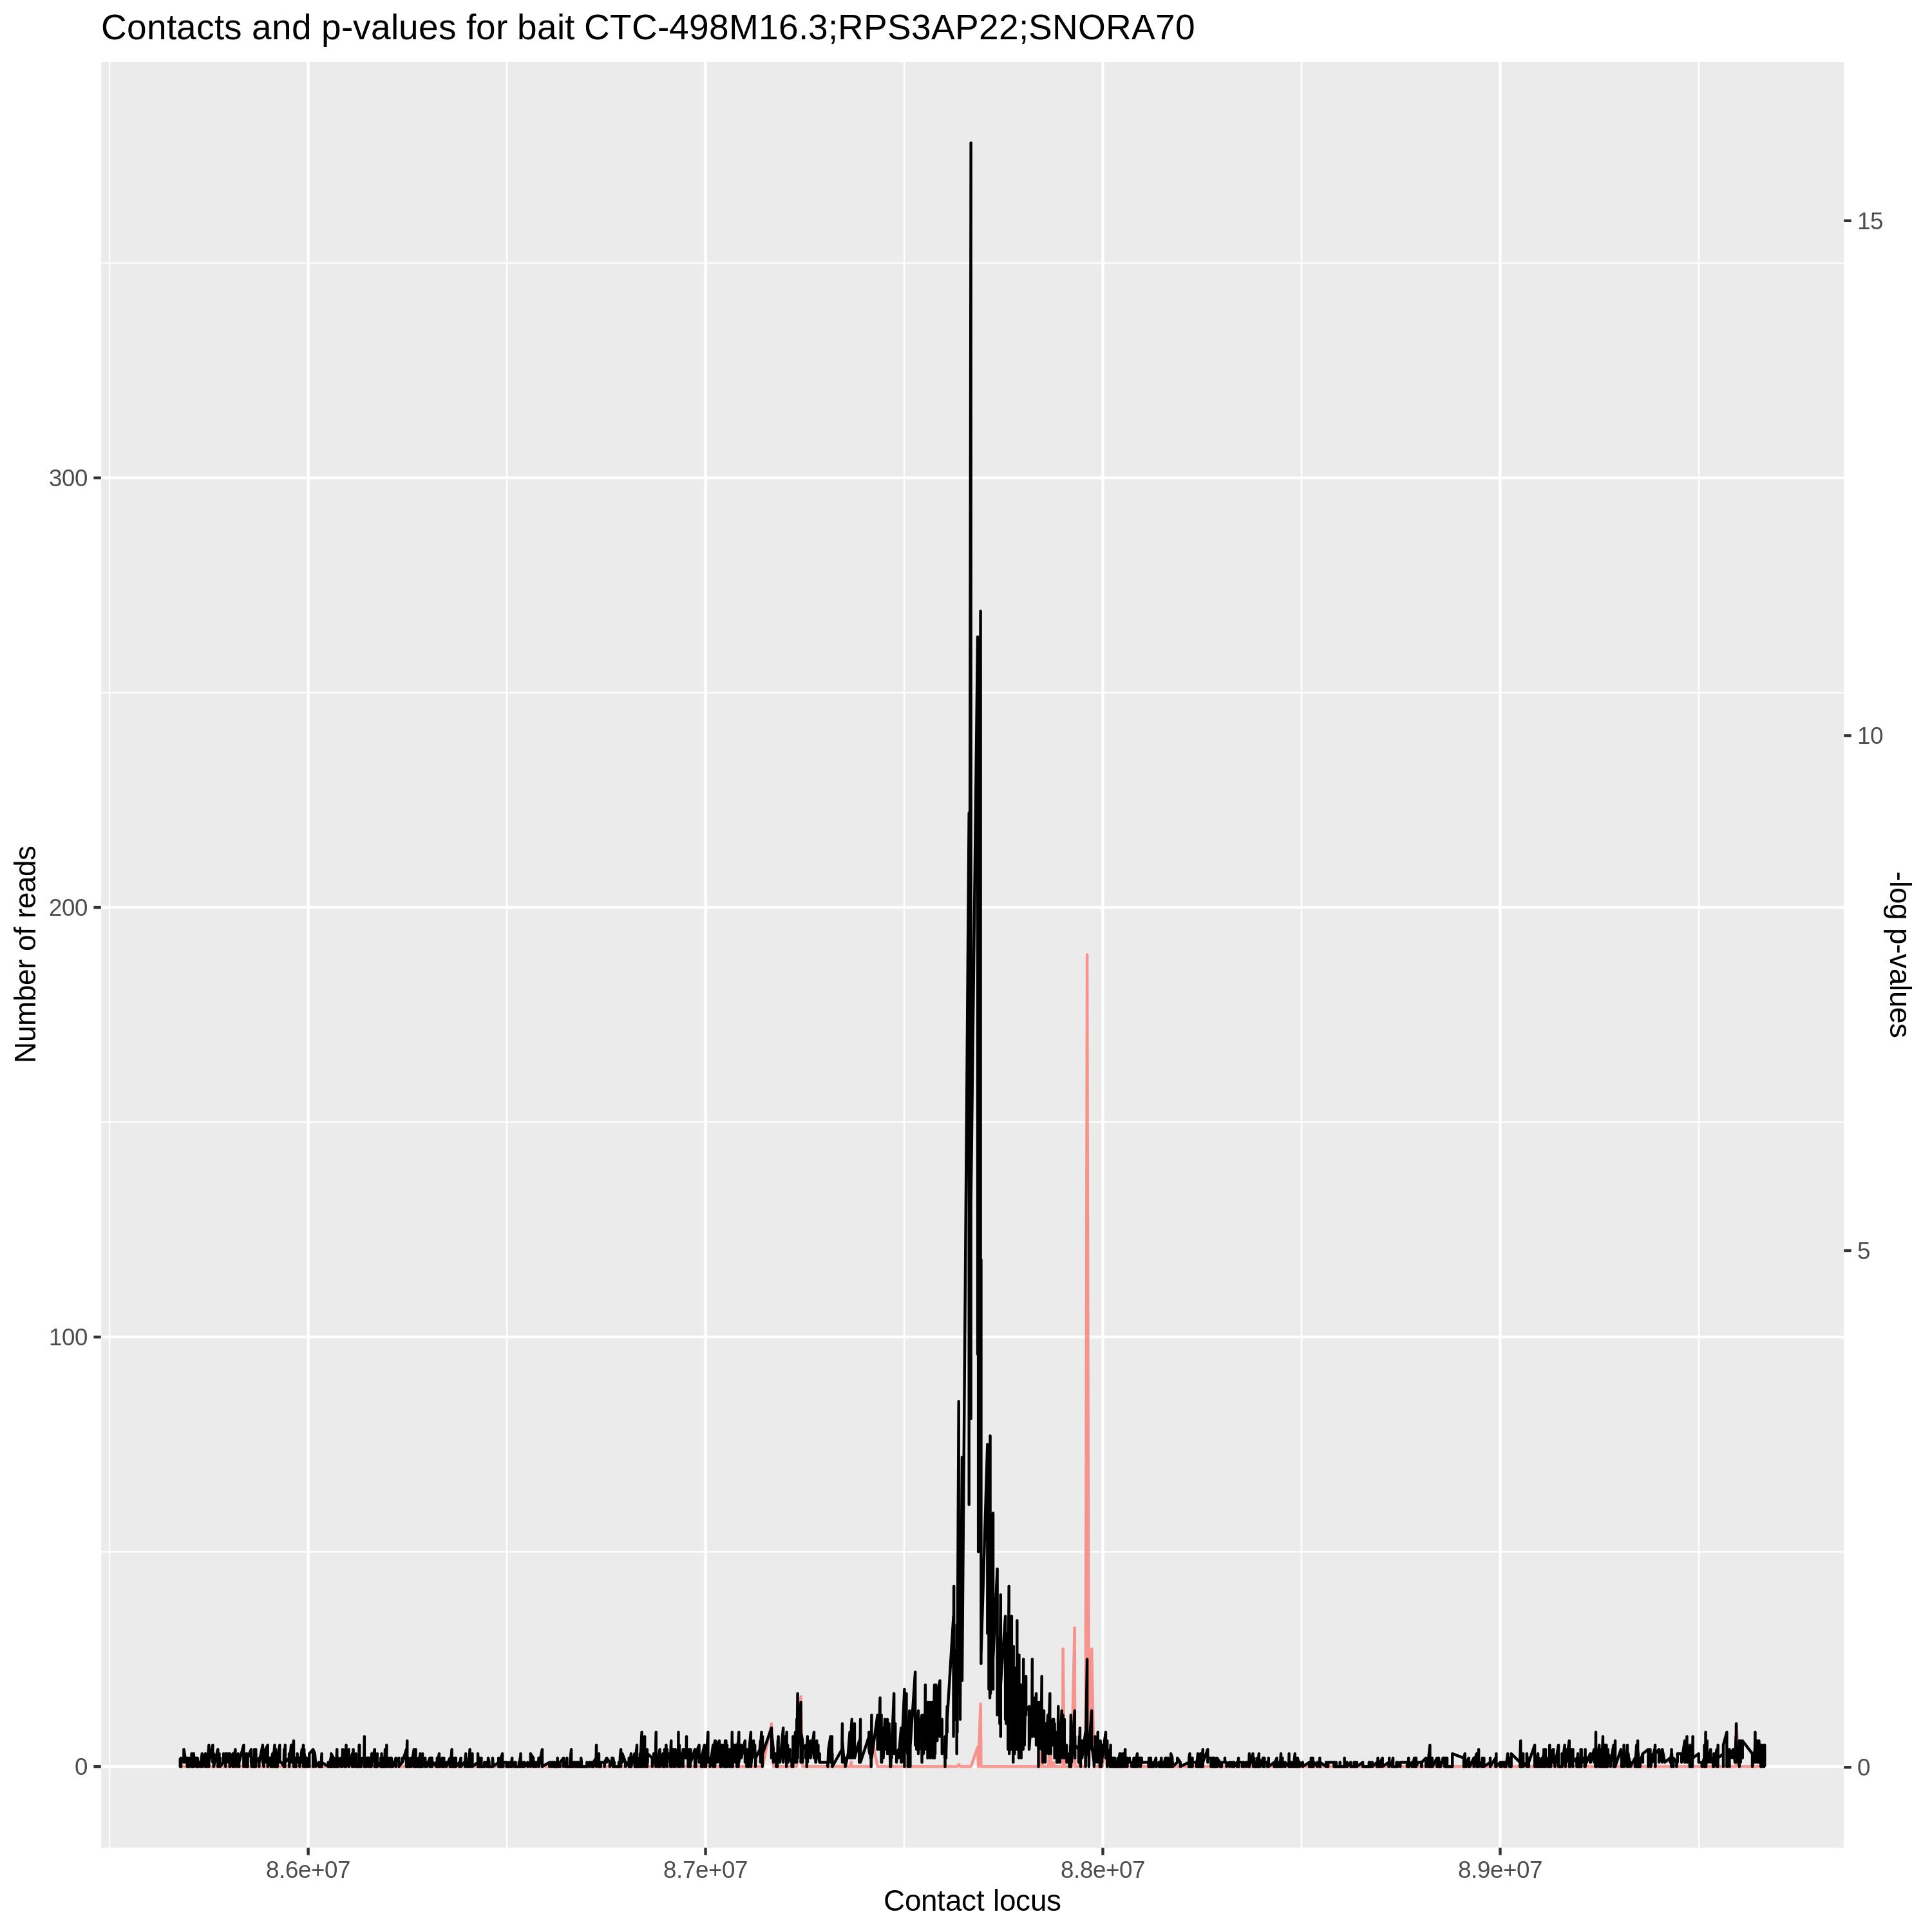 Contacts and p-values for bait CTC-498M16.3;RPS3AP22;SNORA70
Number of reads
300
200
100
0
15
10
5
0
-log p-values
8.6e+07 8.7e+07 8.8e+07 8.9e+07
Contact locus